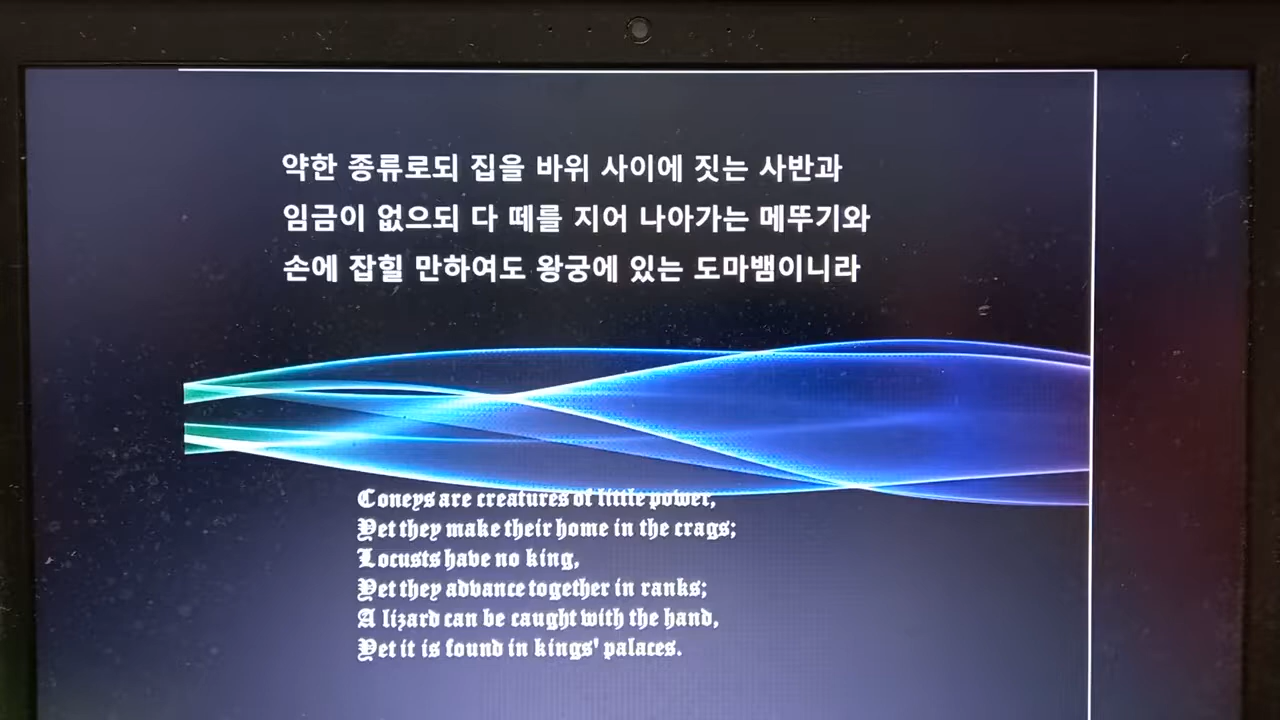 약한 종류로되 집을 바위 사이에 짓는 사반과
임금이 없으되 다 떼를 지어 나아가는 메뚜기와
손에 잡힐 만하여도 왕궁에 있는 도마뱀이니라
Coneys are creatures of little power,
Yet they make their home in the crags;
Locusts have no king,
Yet they advance together in ranks;
A lizard can be caught with the hand,
Yet it is found in kings' palaces.